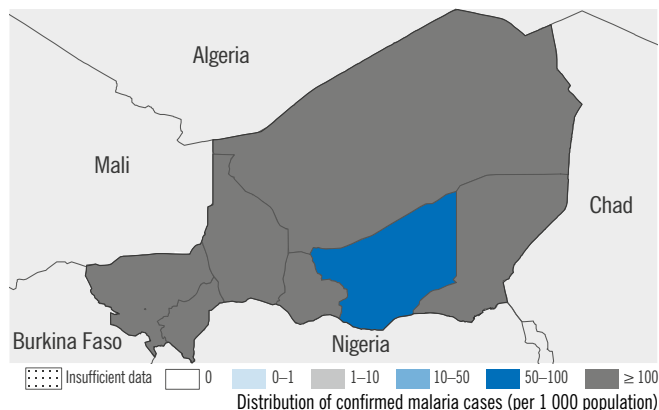 Algeria
Mali
Chad
Burkina Faso
Nigeria
Insufficient data 0 0–1 1–10 10–50 50–100 ≥ 100
Distribution of confirmed malaria cases (per 1 000 population)